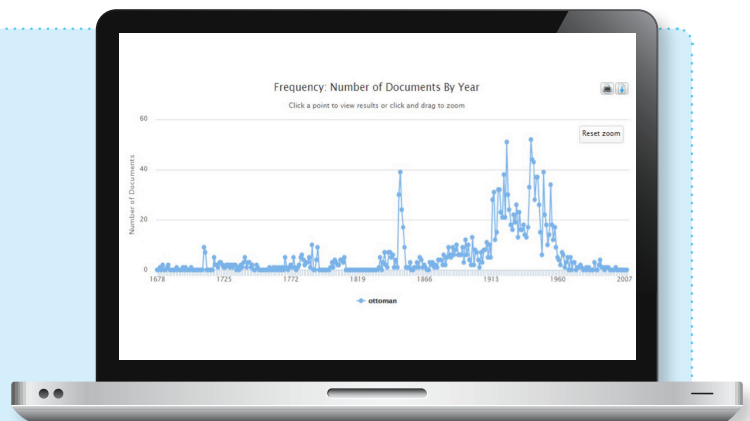 Frequency: Number of Documents By Year
Click a point to view results or click and drag to zoom
Reset zoom
Number of Documents
60
40
20
0
1678
1725
1772
1819
1866
1913
1960
2007
ottoman